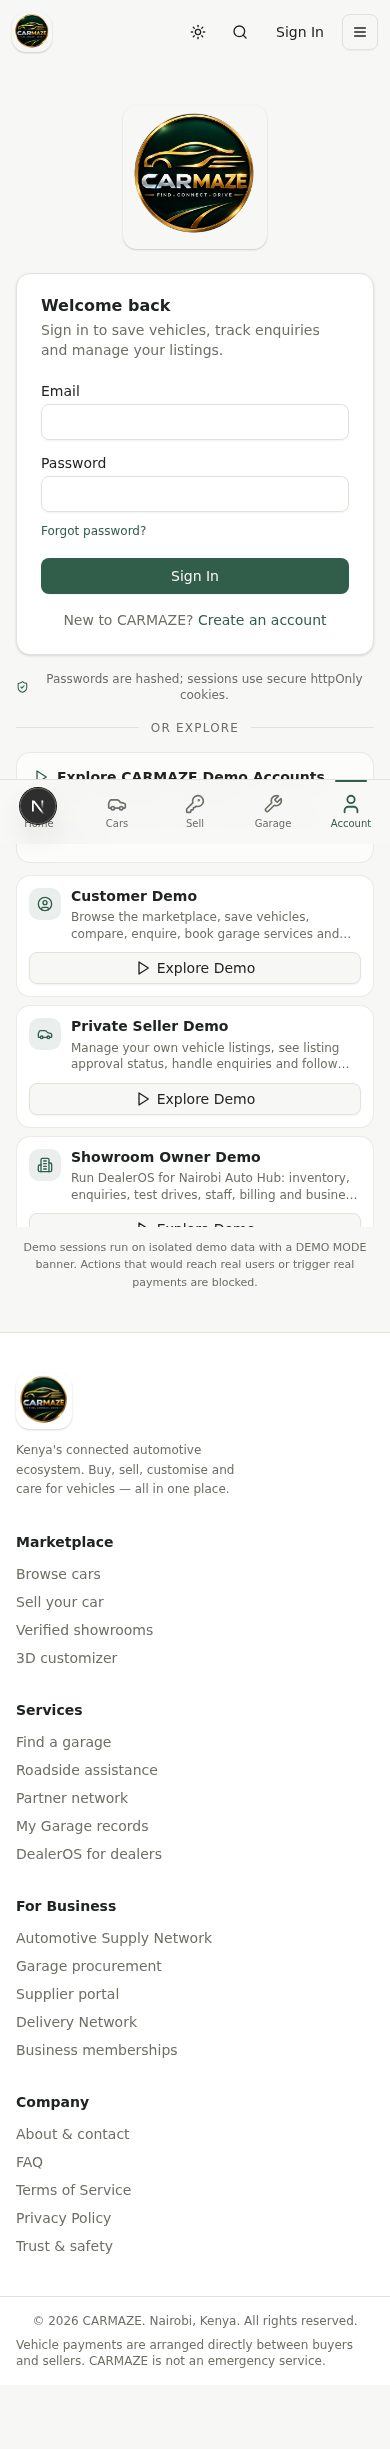 CARMAZE
Sign In
CARMAZE
FIND • CONNECT • DRIVE
Welcome back
Sign in to save vehicles, track enquiries
and manage your listings.
Email
Password
Forgot password?
Sign In
New to CARMAZE? Create an account
Passwords are hashed; sessions use secure httpOnly
cookies.
OR EXPLORE
Explore CARMAZE Demo Accounts
N
Home
Cars
Sell
Garage
Account
Customer Demo
Browse the marketplace, save vehicles,
compare, enquire, book garage services and…
Explore Demo
Private Seller Demo
Manage your own vehicle listings, see listing
approval status, handle enquiries and follow…
Explore Demo
Showroom Owner Demo
Run DealerOS for Nairobi Auto Hub: inventory,
enquiries, test drives, staff, billing and busine…
Explore Demo
Demo sessions run on isolated demo data with a DEMO MODE
banner. Actions that would reach real users or trigger real
payments are blocked.
CARMAZE
Kenya's connected automotive
ecosystem. Buy, sell, customise and
care for vehicles — all in one place.
Marketplace
Browse cars
Sell your car
Verified showrooms
3D customizer
Services
Find a garage
Roadside assistance
Partner network
My Garage records
DealerOS for dealers
For Business
Automotive Supply Network
Garage procurement
Supplier portal
Delivery Network
Business memberships
Company
About & contact
FAQ
Terms of Service
Privacy Policy
Trust & safety
© 2026 CARMAZE. Nairobi, Kenya. All rights reserved.
Vehicle payments are arranged directly between buyers
and sellers. CARMAZE is not an emergency service.